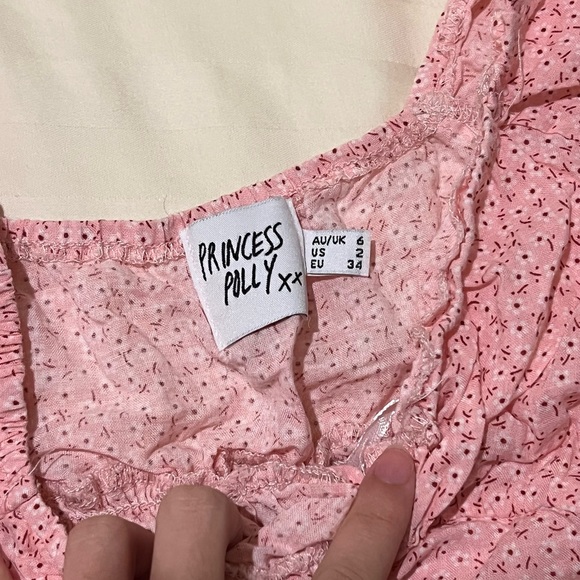 PRINCESS
POLLY xx
AU/UK 6
US 2
EU 34